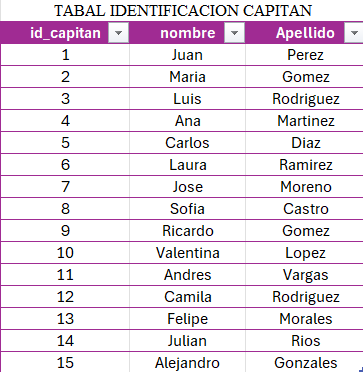 TABAL IDENTIFICACION CAPITAN
id_capitan nombre Apellido
1 Juan Perez
2 Maria Gomez
3 Luis Rodriguez
4 Ana Martinez
5 Carlos Diaz
6 Laura Ramirez
7 Jose Moreno
8 Sofia Castro
9 Ricardo Gomez
10 Valentina Lopez
11 Andres Vargas
12 Camila Rodriguez
13 Felipe Morales
14 Julian Rios
15 Alejandro Gonzales